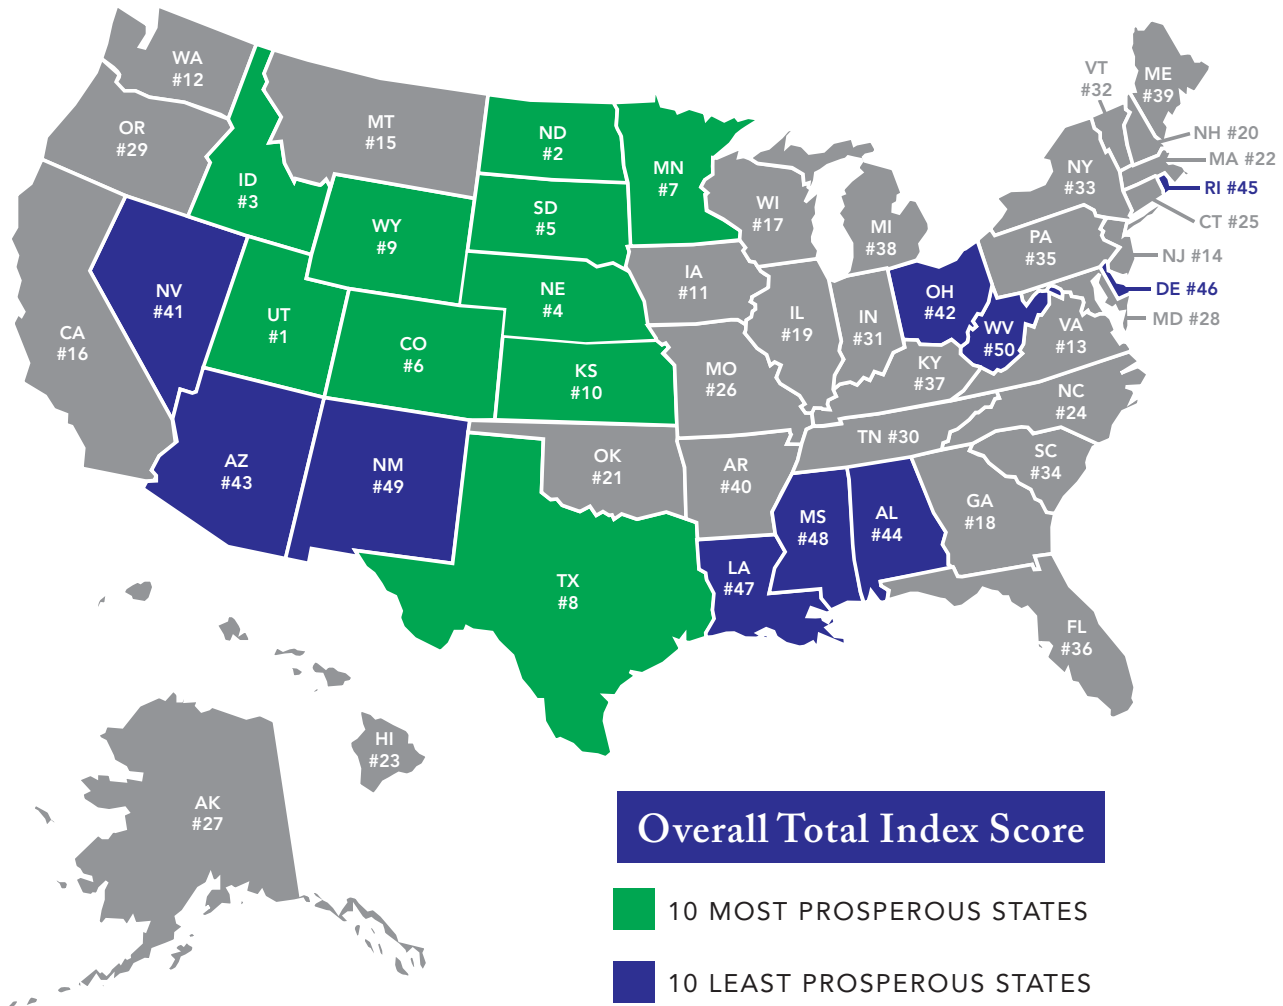 WA
#12
OR
#29
CA
#16
ID
#3
NV
#41
MT
#15
WY
#9
UT
#1
CO
#6
AZ
#43
NM
#49
ND
#2
SD
#5
NE
#4
KS
#10
OK
#21
TX
#8
MN
#7
IA
#11
MO
#26
AR
#40
LA
#47
WI
#17
IL
#19
MI
#38
IN
#31
OH
#42
KY
#37
TN #30
MS
#48
AL
#44
GA
#18
FL
#36
SC
#34
NC
#24
VA
#13
WV
#50
PA
#35
NY
#33
VT
#32
ME
#39
NH #20
MA #22
RI #45
CT #25
NJ #14
DE #46
MD #28
HI
#23
AK
#27
Overall Total Index Score
10 MOST PROSPEROUS STATES
10 LEAST PROSPEROUS STATES